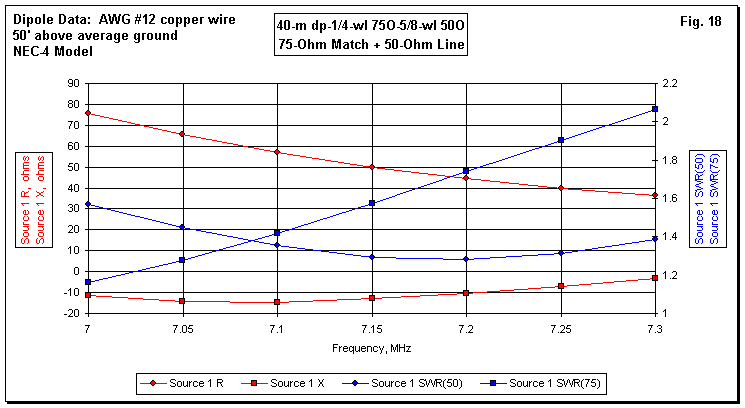 Dipole Data: AWG #12 copper wire
50' above average ground
NEC-4 Model
40-m dp-1/4-wl 75O-5/8-wl 50O
75-Ohm Match + 50-Ohm Line
Fig. 18
Source 1 R, ohms
Source 1 X, ohms
90
80
70
60
50
40
30
20
10
0
-10
-20
2.2
2
1.8
1.6
1.4
1.2
1
Source 1 SWR(50)
Source 1 SWR(75)
7
7.05
7.1
7.15
7.2
7.25
7.3
Frequency, MHz
Source 1 R
Source 1 X
Source 1 SWR(50)
Source 1 SWR(75)